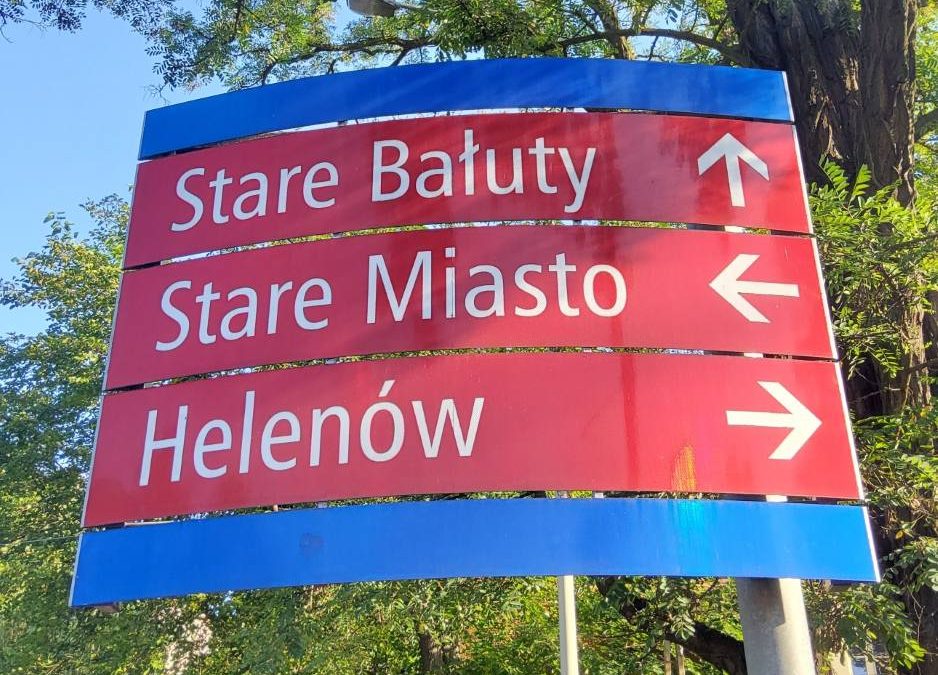 Stare Bałuty ↑
Stare Miasto ←
Helenów →